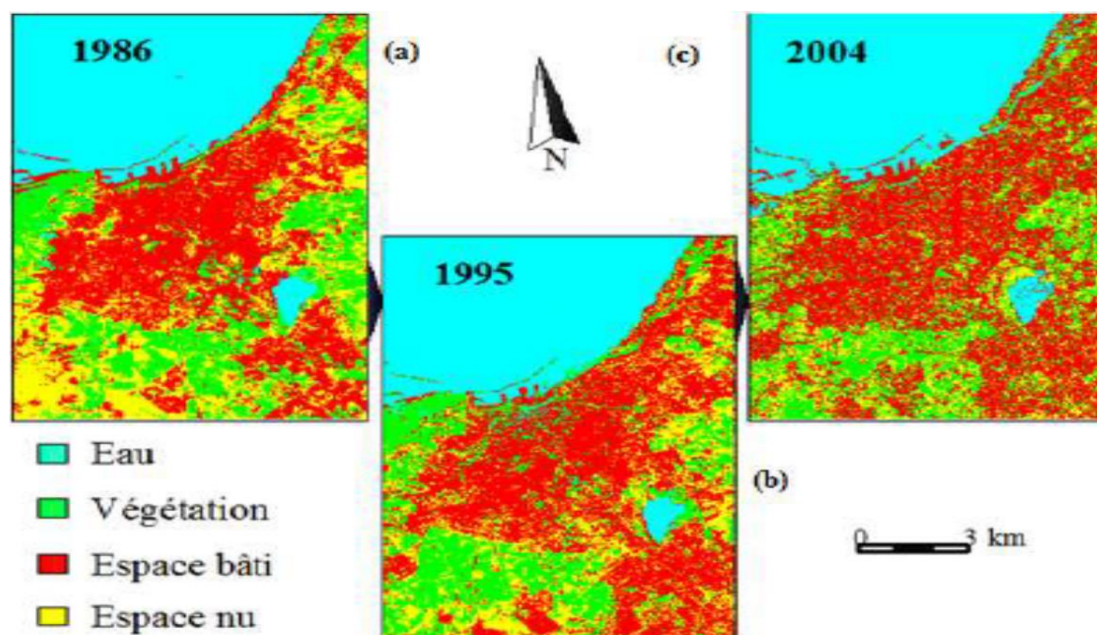 1986
(a)
(c)
2004
N
1995
(b)
Eau
Végétation
Espace bâti
Espace nu
0 3 km